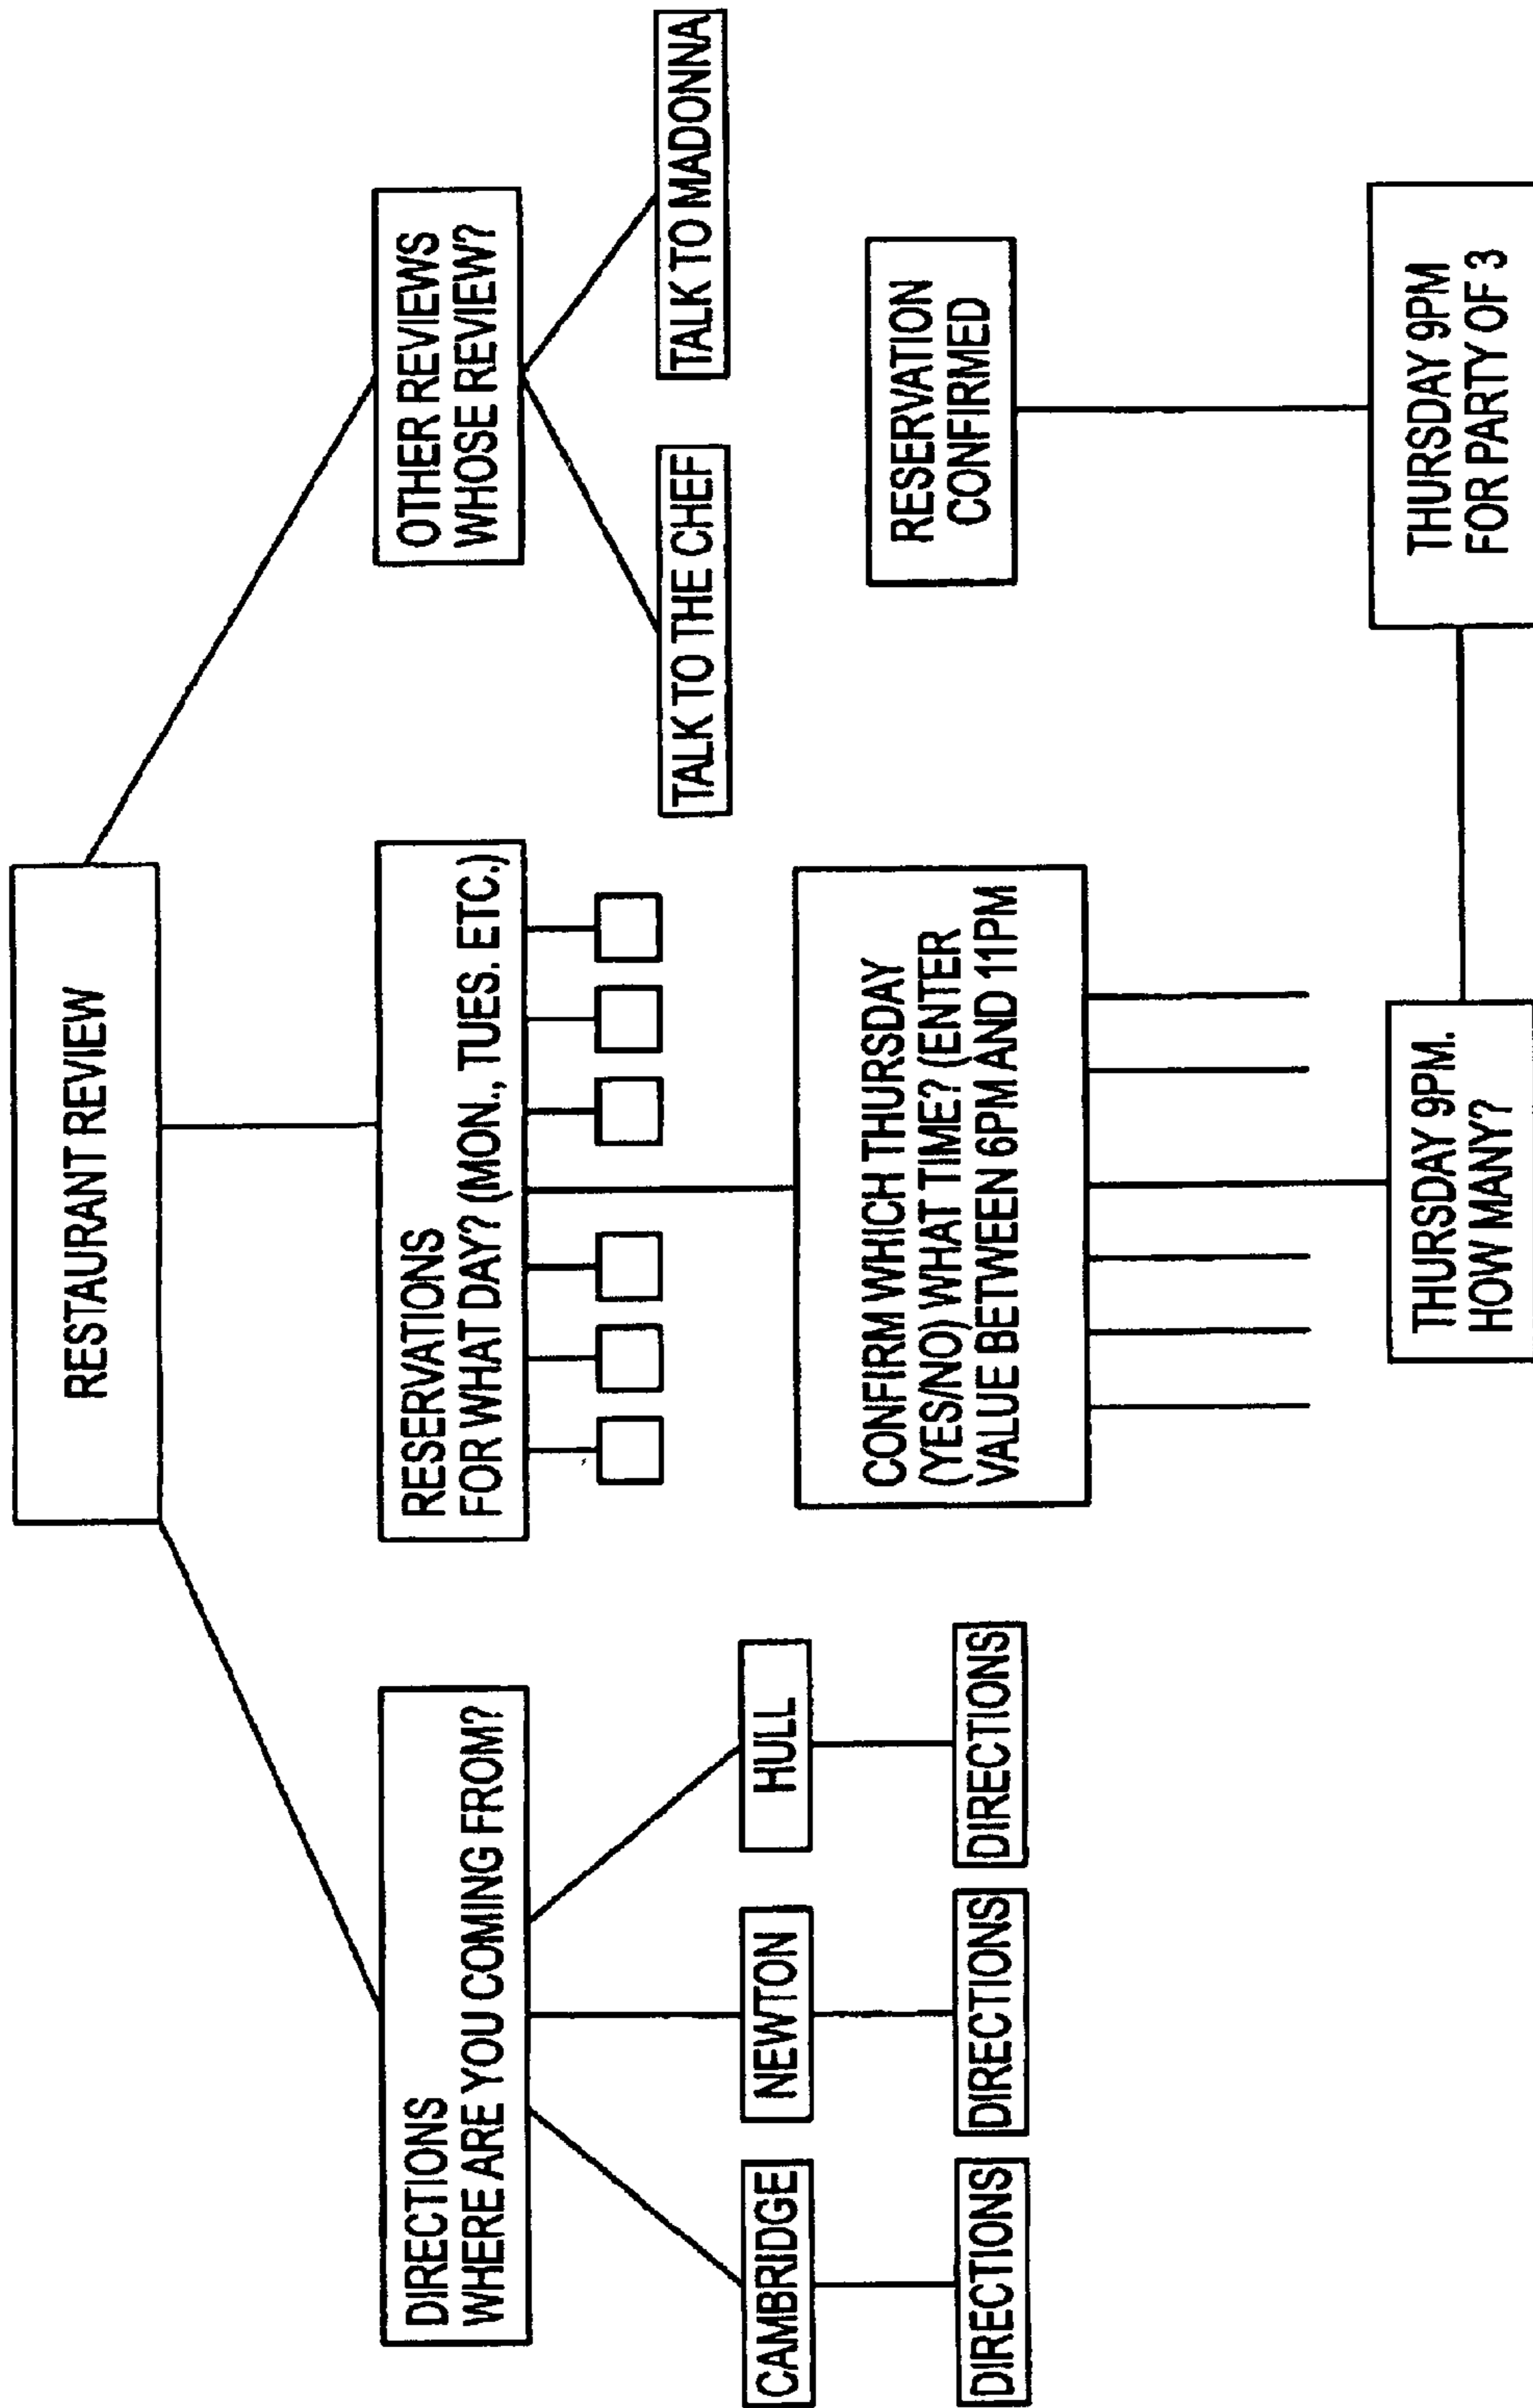 RESTAURANT REVIEW
DIRECTIONS
WHERE ARE YOU COMING FROM?
CAMBRIDGE
NEWTON
HULL
DIRECTIONS
DIRECTIONS
DIRECTIONS
RESERVATIONS
FOR WHAT DAY? (MON., TUES. ETC.)
CONFIRM WHICH THURSDAY
(YES/NO) WHAT TIME? (ENTER
VALUE BETWEEN 6PM AND 11PM
THURSDAY 9PM.
HOW MANY?
THURSDAY 9PM
FOR PARTY OF 3
RESERVATION
CONFIRMED
OTHER REVIEWS
WHOSE REVIEW?
TALK TO THE CHEF
TALK TO MADONNA